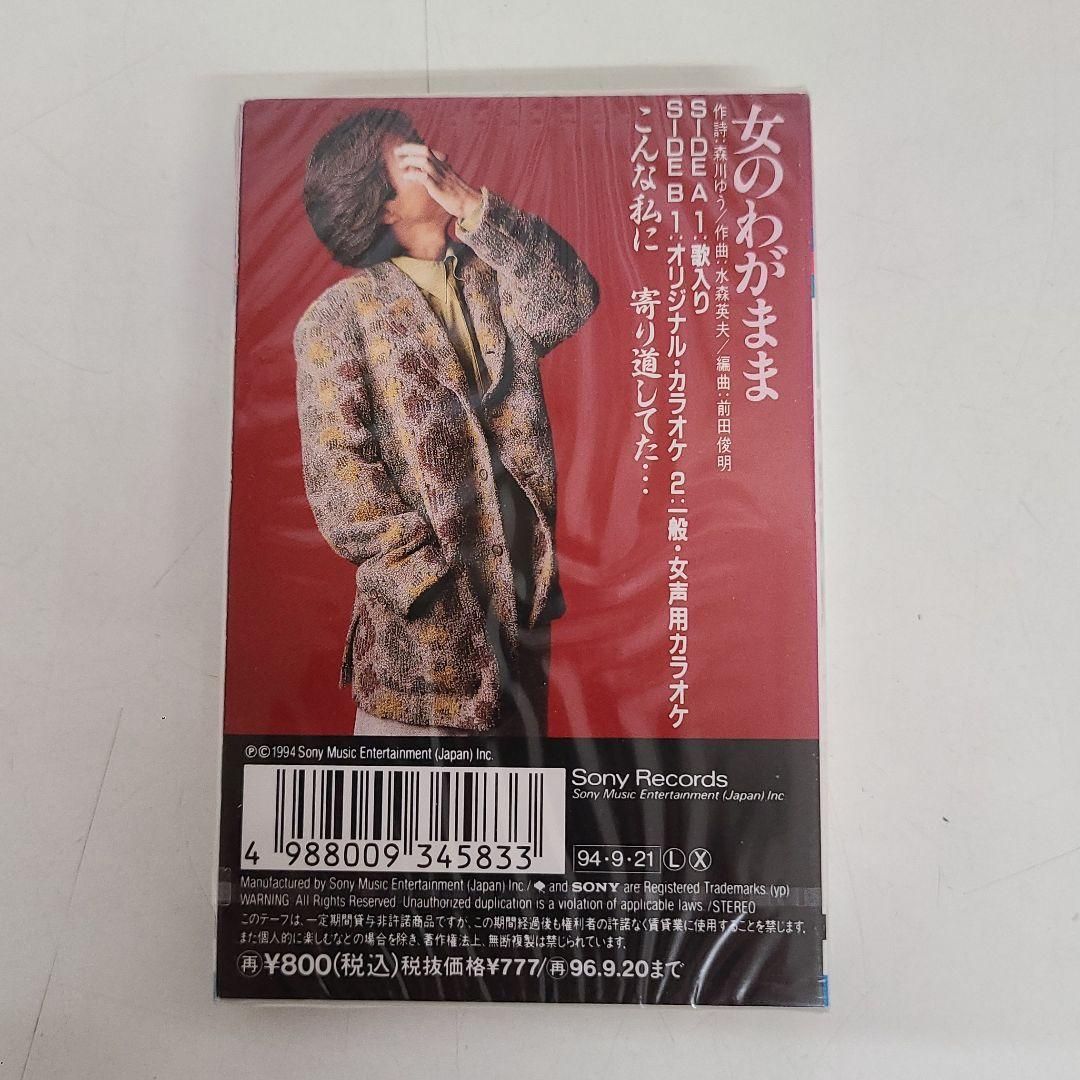 女のわがまま
作詩:森川ゆう/作曲:水森英夫/編曲:前田俊明
SIDE A 1:歌入り
SIDE B 1:オリジナル・カラオケ 2:一般・女声用カラオケ
こんな私に 寄り道してた…
Ⓟ©1994 Sony Music Entertainment (Japan) Inc.
4 988009 345833
Sony Records
Sony Music Entertainment (Japan) Inc
94・9・21 Ⓛ Ⓧ
Manufactured by Sony Music Entertainment (Japan) Inc./ and SONY are Registered Trademarks. (yp)
WARNING: All Rights Reserved. Unauthorized duplication is a violation of applicable laws./STEREO
このテープは、一定期間貸与非許諾商品ですが、この期間経過後も権利者の許諾なく賃貸業に使用することを禁じます。
また個人的に楽しむなどの場合を除き、著作権法上、無断複製は禁じられています。
㊞再¥800(税込)税抜価格¥777/再96.9.20まで